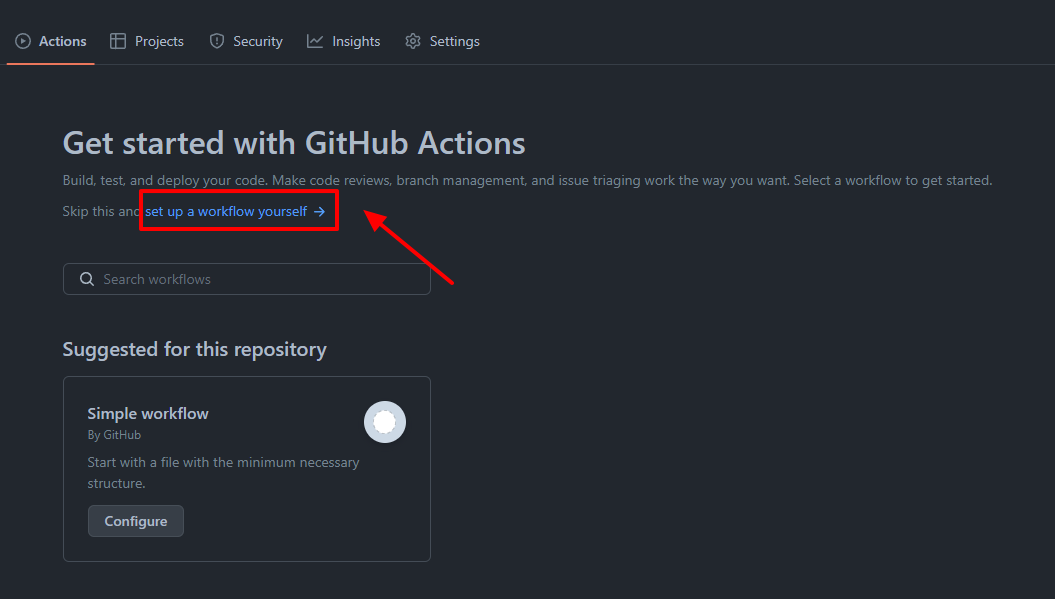 Actions Projects Security Insights Settings
Get started with GitHub Actions
Build, test, and deploy your code. Make code reviews, branch management, and issue triaging work the way you want. Select a workflow to get started.
Skip this and set up a workflow yourself →
Search workflows
Suggested for this repository
Simple workflow
By GitHub
Start with a file with the minimum necessary
structure.
Configure